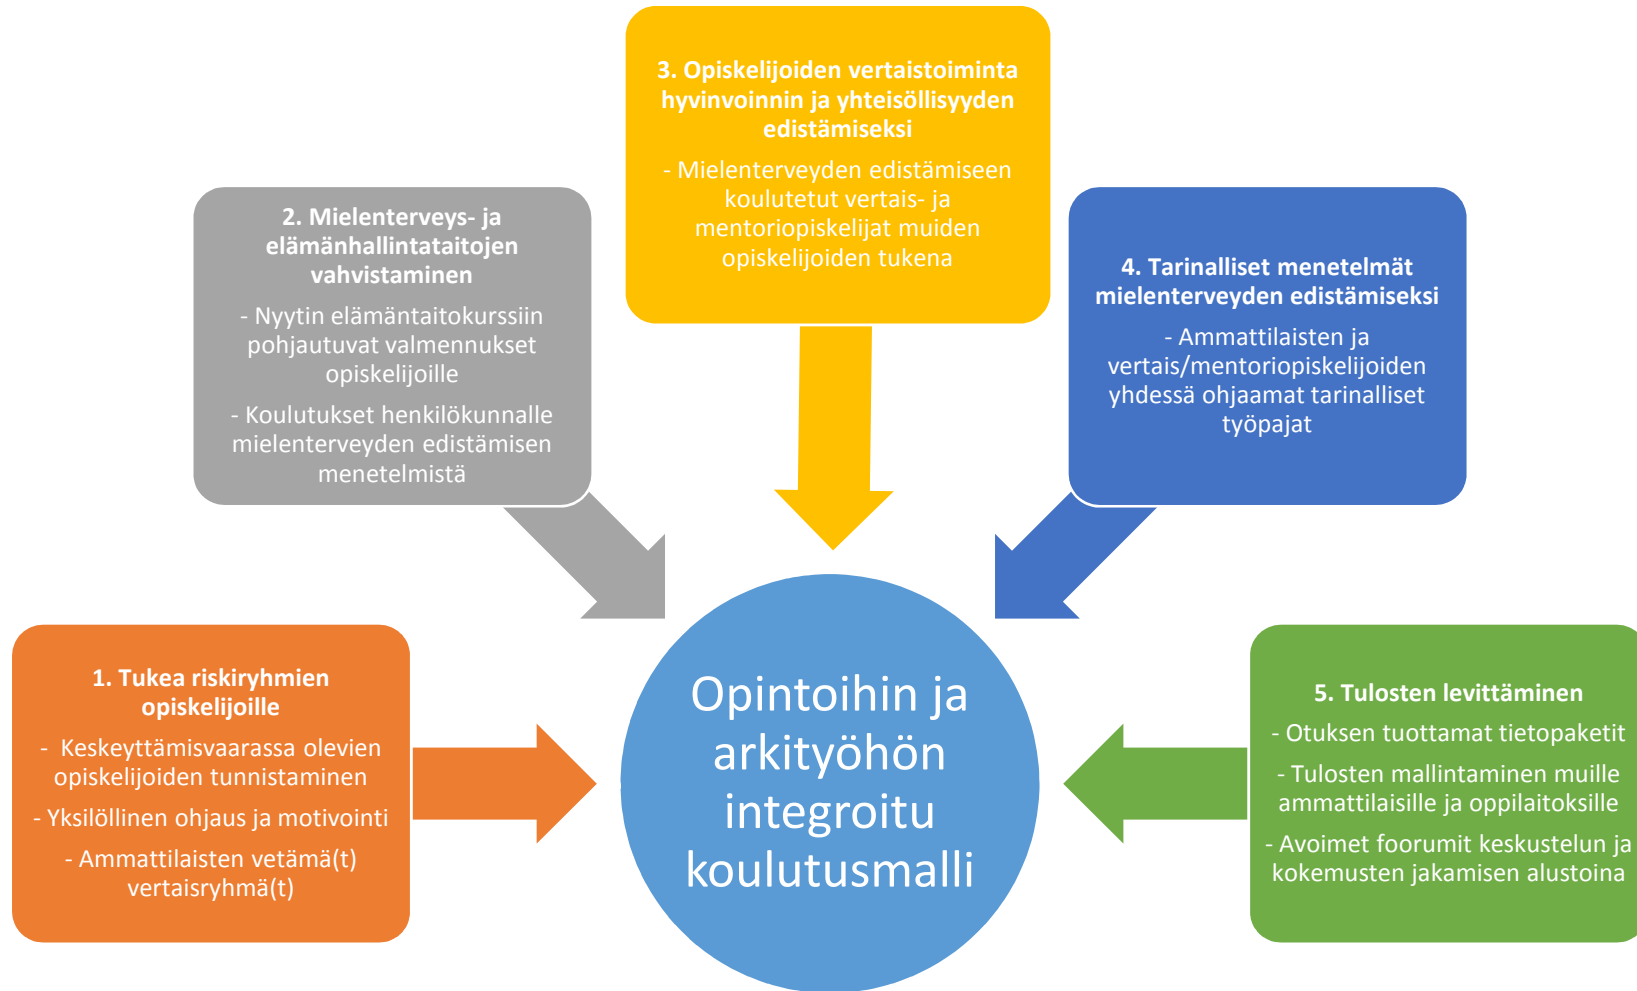 1. Tukea riskiryhmien
opiskelijoille
- Keskeyttämisvaarassa olevien
opiskelijoiden tunnistaminen
- Yksilöllinen ohjaus ja motivointi
- Ammattilaisten vetämä(t)
vertaisryhmä(t)
2. Mielenterveys- ja
elämänhallintataitojen
vahvistaminen
- Nyytin elämäntaitokurssiin
pohjautuvat valmennukset
opiskelijoille
- Koulutukset henkilökunnalle
mielenterveyden edistämisen
menetelmistä
3. Opiskelijoiden vertaistoiminta
hyvinvoinnin ja yhteisöllisyyden
edistämiseksi
- Mielenterveyden edistämiseen
koulutetut vertais- ja
mentoriopiskelijat muiden
opiskelijoiden tukena
4. Tarinalliset menetelmät
mielenterveyden edistämiseksi
- Ammattilaisten ja
vertais/mentoriopiskelijoiden
yhdessä ohjaamat tarinalliset
työpajat
5. Tulosten levittäminen
- Otuksen tuottamat tietopaketit
- Tulosten mallintaminen muille
ammattilaisille ja oppilaitoksille
- Avoimet foorumit keskustelun ja
kokemusten jakamisen alustoina
Opintoihin ja
arkityöhön
integroitu
koulutusmalli